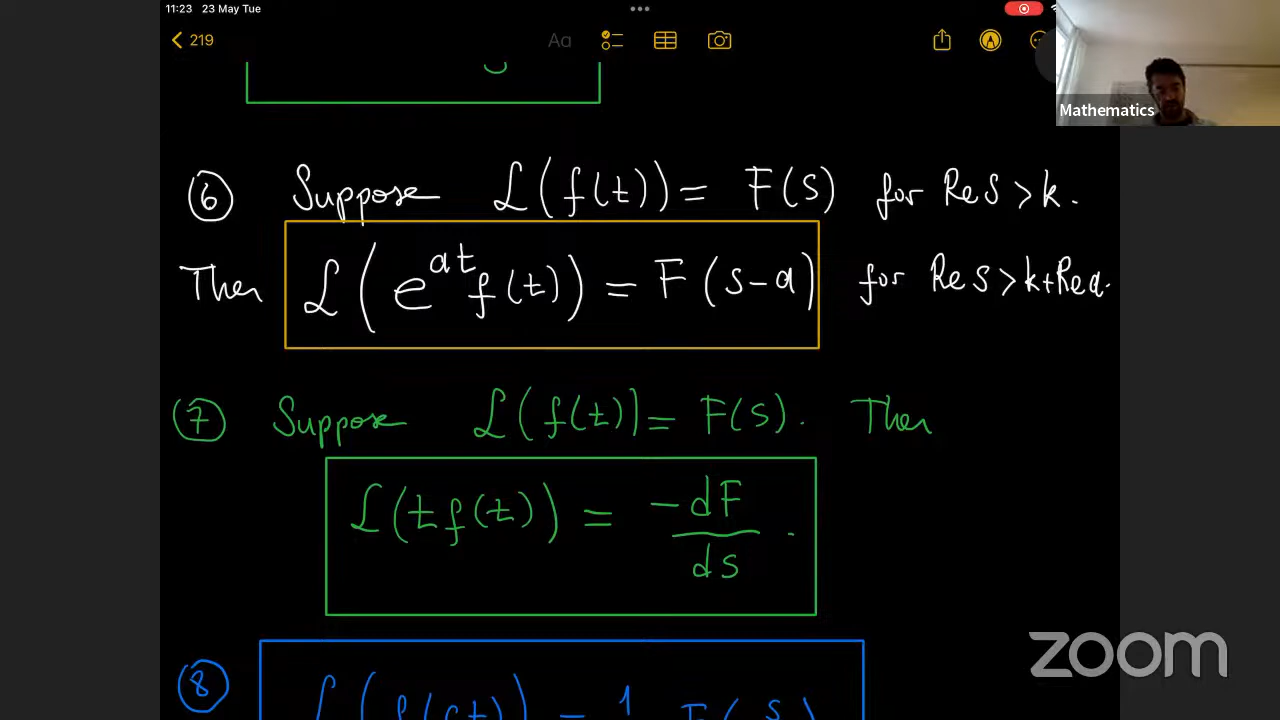 11:23 23 May Tue
219
Aa
Mathematics
(6) Suppose ℒ(f(t)) = F(s) for Re s > k.
Then ℒ(e^{at} f(t)) = F(s-a) for Re s > k+Re a.
(7) Suppose ℒ(f(t)) = F(s). Then
ℒ(t f(t)) = -dF/ds.
(8)
zoom